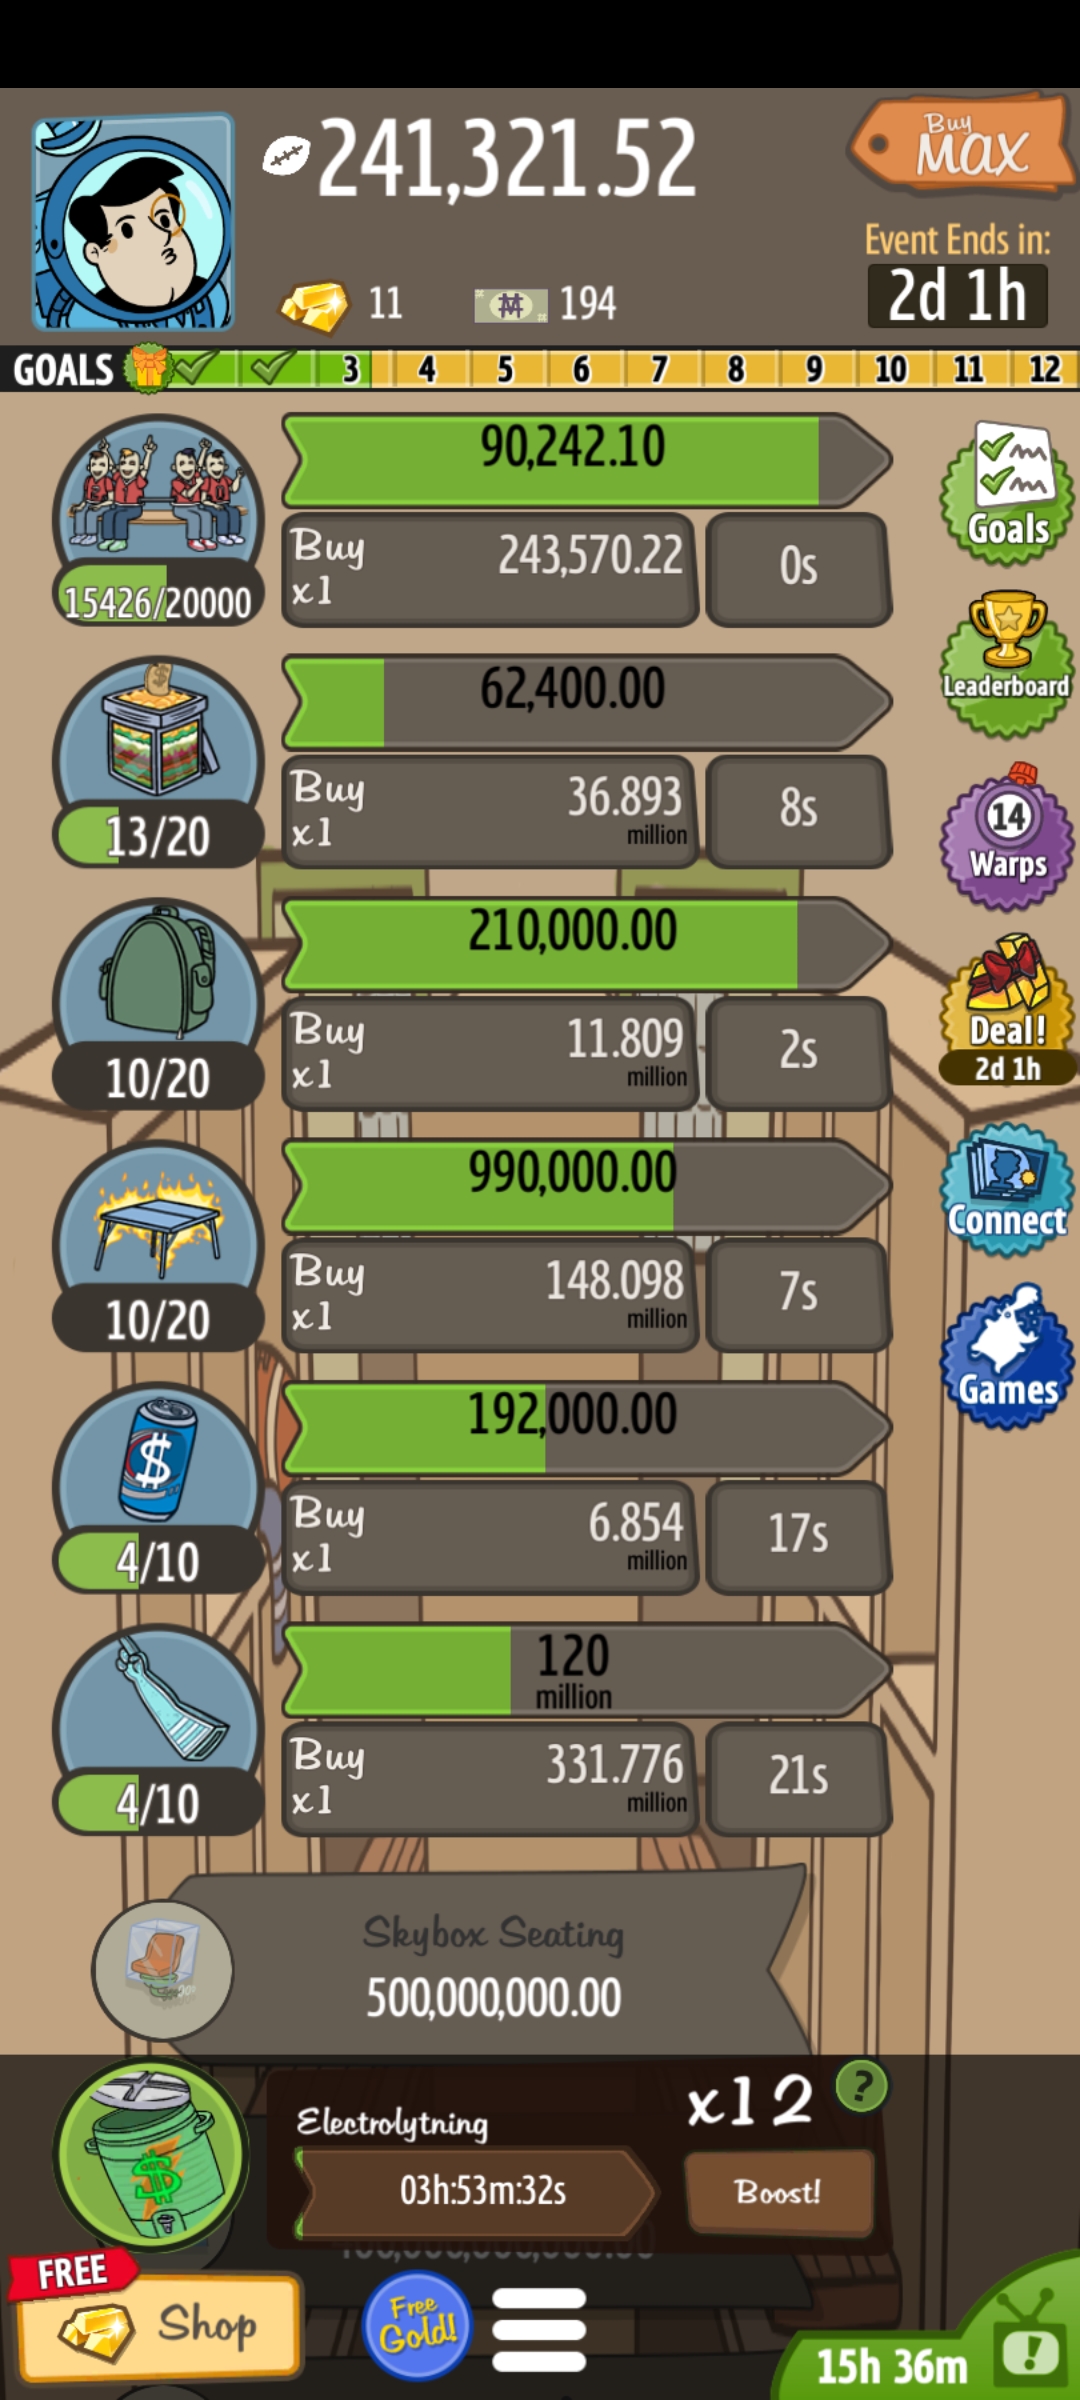 241,321.52
Buy
MAX
Event Ends in:
2d 1h
11
194
GOALS 3 4 5 6 7 8 9 10 11 12
90,242.10
Buy
x1
243,570.22
0s
15426/20000
Goals
62,400.00
Buy
x1
36.893
million
8s
13/20
Leaderboard
210,000.00
Buy
x1
11.809
million
2s
10/20
14
Warps
990,000.00
Buy
x1
148.098
million
7s
10/20
Deal!
2d 1h
192,000.00
Buy
x1
6.854
million
17s
4/10
Connect
120
million
Buy
x1
331.776
million
21s
4/10
Games
Skybox Seating
500,000,000.00
Electrolytning
x12
?
03h:53m:32s
Boost!
FREE
Shop
Free
Gold!
15h 36m